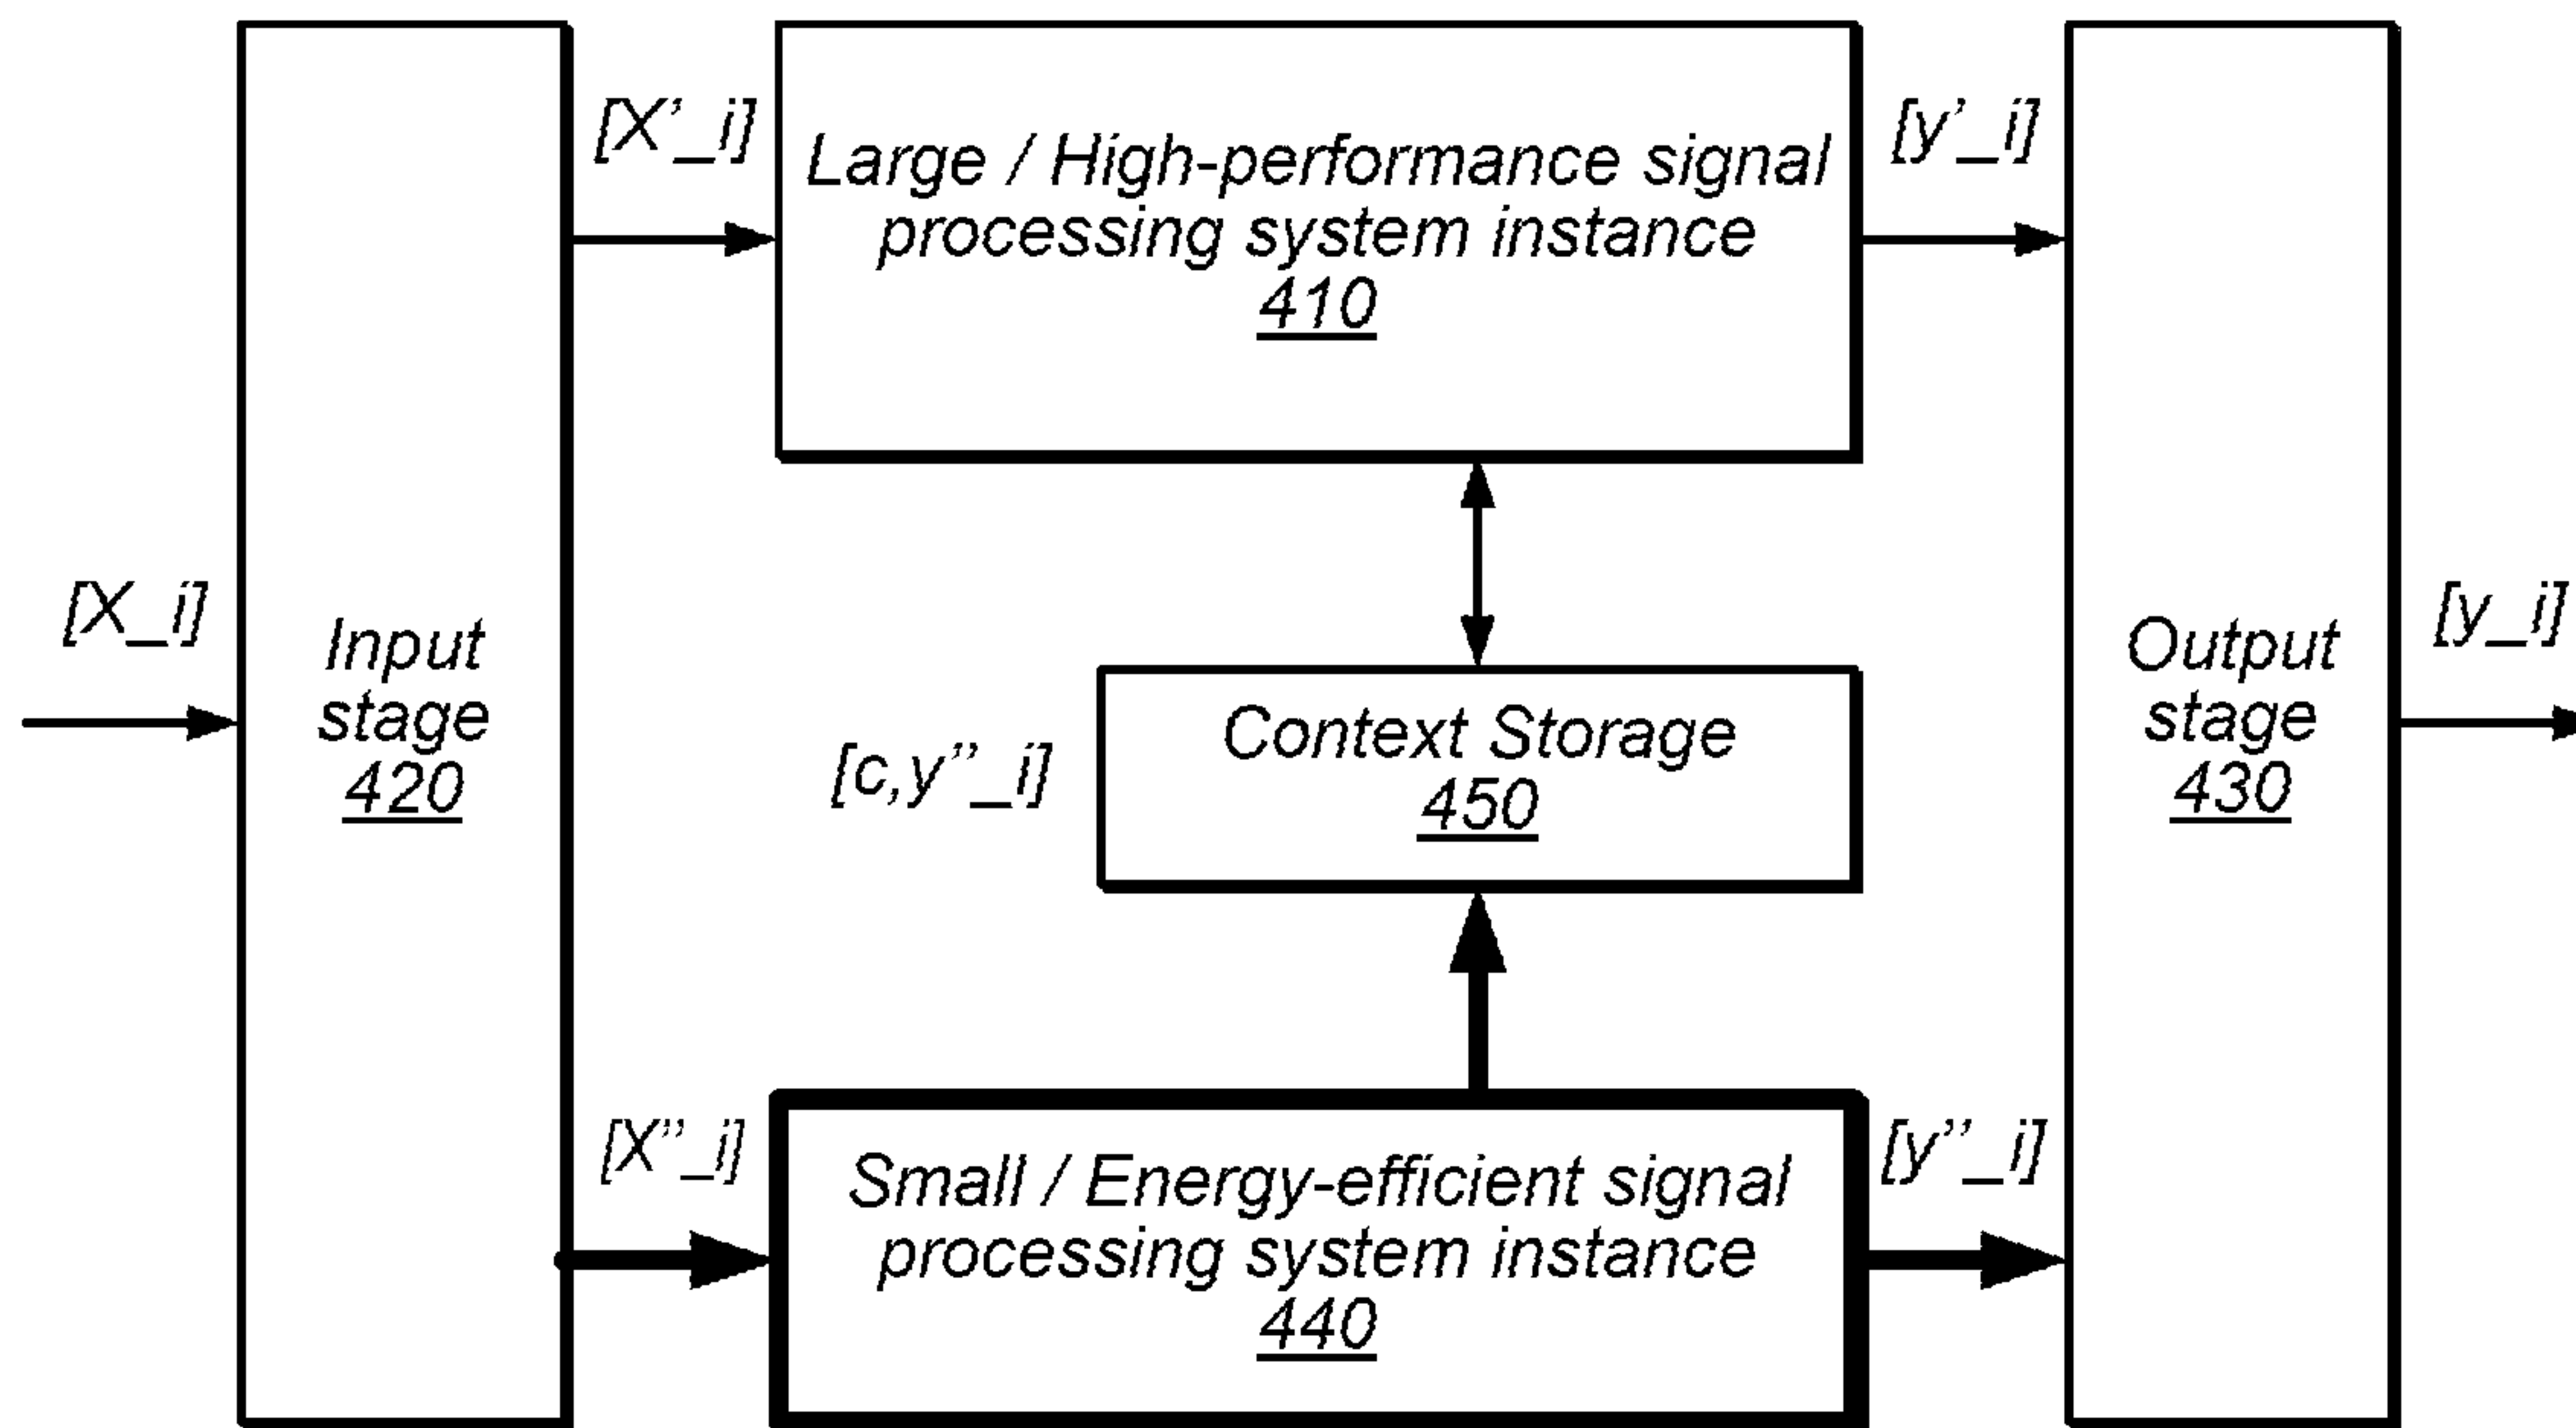 [X_i]
Input
stage
420
[X’_i]
Large / High-performance signal
processing system instance
410
[y’_i]
[c,y’’_i]
Context Storage
450
[X’’_i]
Small / Energy-efficient signal
processing system instance
440
[y’’_i]
Output
stage
430
[y_i]